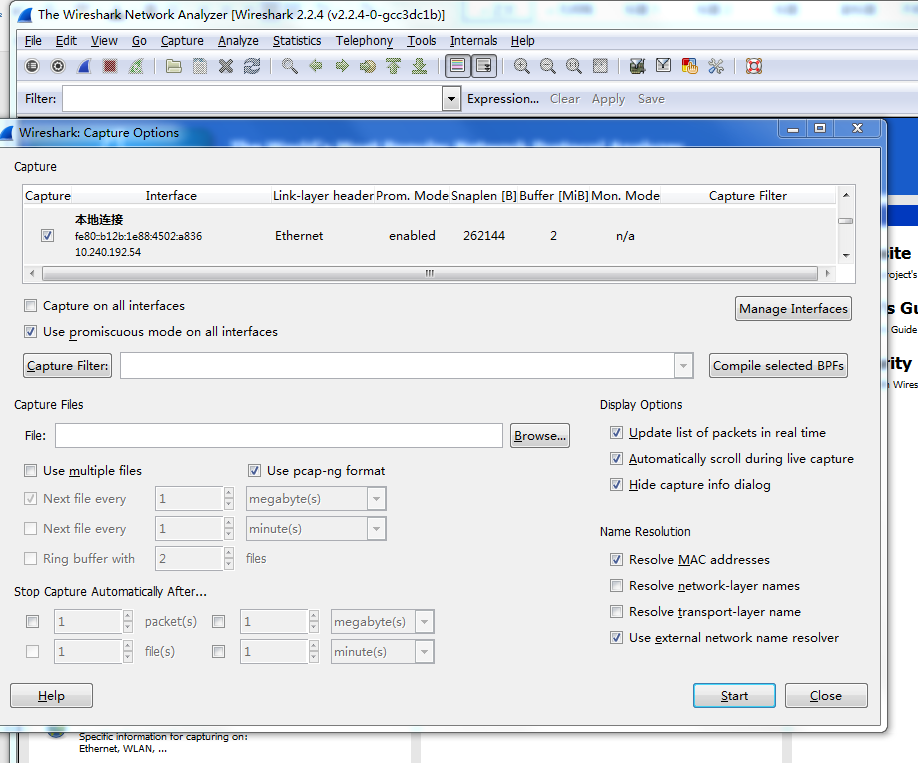 The Wireshark Network Analyzer [Wireshark 2.2.4 (v2.2.4-0-gcc3dc1b)]
File Edit View Go Capture Analyze Statistics Telephony Tools Internals Help
Filter: Expression... Clear Apply Save
Wireshark: Capture Options
Capture
Capture Interface Link-layer header Prom. Mode Snaplen [B] Buffer [MiB] Mon. Mode Capture Filter
本地连接
fe80::b12b:1e88:4502:a836 Ethernet enabled 262144 2 n/a
10.240.192.54
Capture on all interfaces
Manage Interfaces
Use promiscuous mode on all interfaces
Capture Filter: Compile selected BPFs
Capture Files
File: Browse...
Use multiple files Use pcap-ng format
Next file every 1 megabyte(s)
Next file every 1 minute(s)
Ring buffer with 2 files
Stop Capture Automatically After...
1 packet(s) 1 megabyte(s)
1 file(s) 1 minute(s)
Display Options
Update list of packets in real time
Automatically scroll during live capture
Hide capture info dialog
Name Resolution
Resolve MAC addresses
Resolve network-layer names
Resolve transport-layer name
Use external network name resolver
Help Start Close
ite
oject's
s Gu
Guide
rity
Wires
Specific information for capturing on:
Ethernet, WLAN, ...